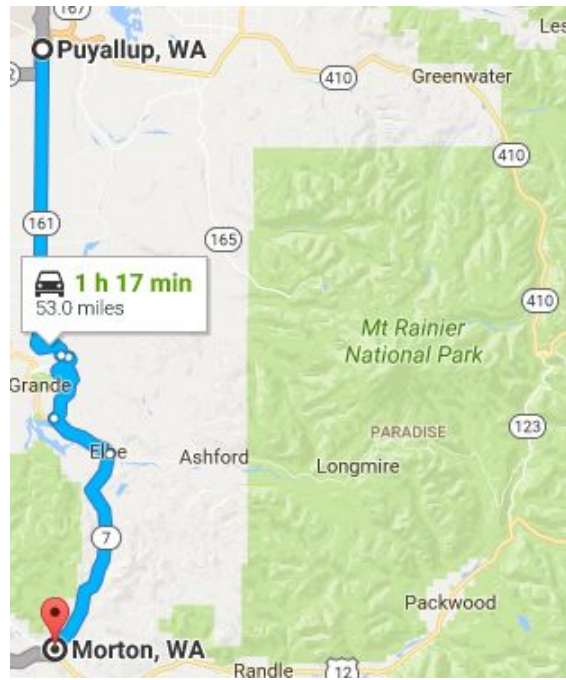 167
Les
Puyallup, WA
410
Greenwater
410
161
165
1 h 17 min
53.0 miles
410
Mt Rainier
National Park
Grande
PARADISE
123
Elbe
Ashford
Longmire
7
Packwood
Morton, WA
Randle
12